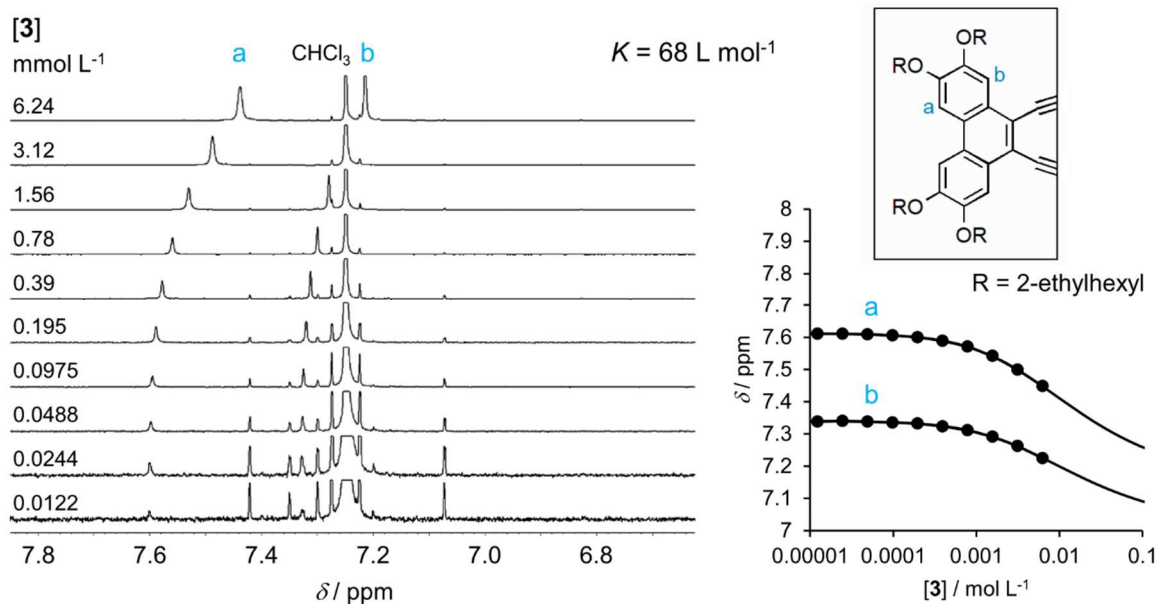 [3]
mmol L⁻¹
a
CHCl₃
b
K = 68 L mol⁻¹
6.24
3.12
1.56
0.78
0.39
0.195
0.0975
0.0488
0.0244
0.0122
7.8 7.6 7.4 7.2 7.0 6.8
δ / ppm
OR
RO
b
a
RO
OR
R = 2-ethylhexyl
8
7.9
7.8
7.7
7.6
7.5
7.4
7.3
7.2
7.1
7
δ / ppm
a
b
0.00001 0.0001 0.001 0.01 0.1
[3] / mol L⁻¹